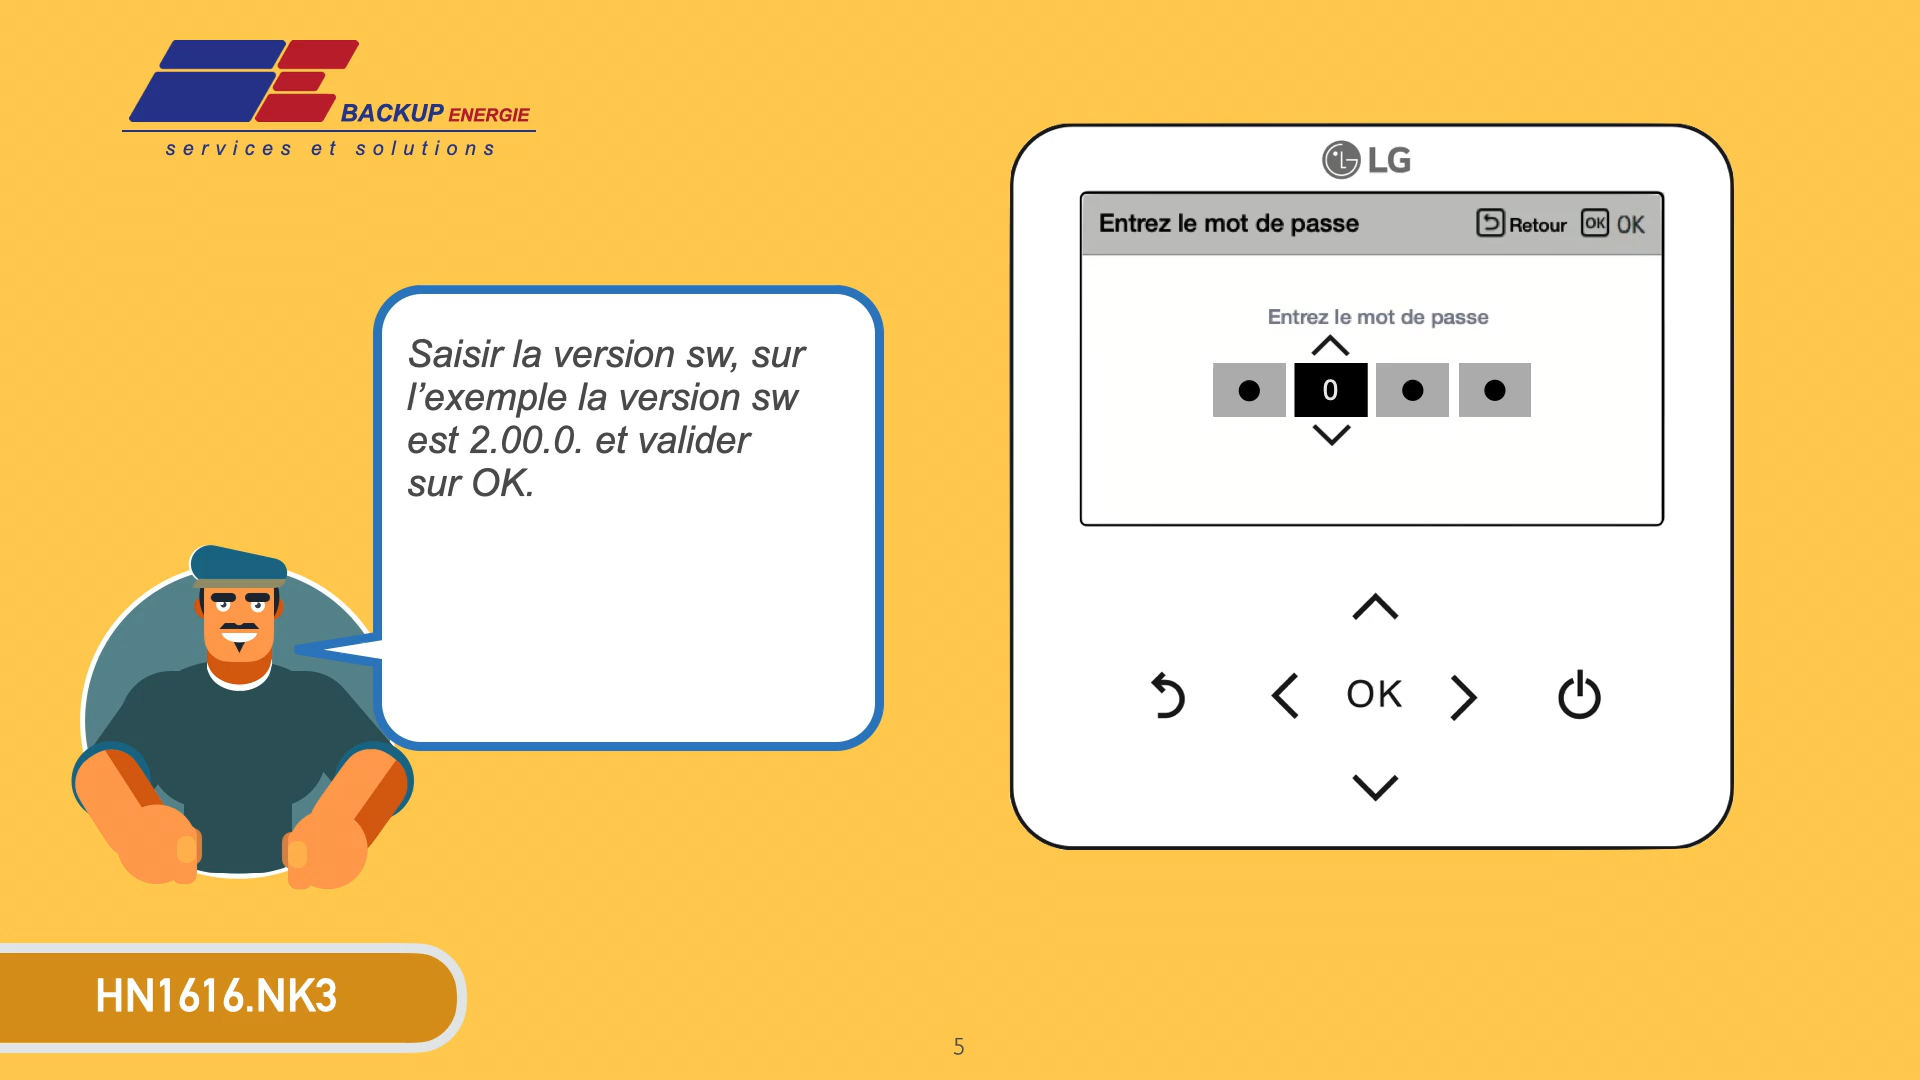 BACKUP ENERGIE
services et solutions
LG
Entrez le mot de passe
Retour OK OK
Entrez le mot de passe
0
Saisir la version sw, sur
l’exemple la version sw
est 2.00.0. et valider
sur OK.
OK
HN1616.NK3
5